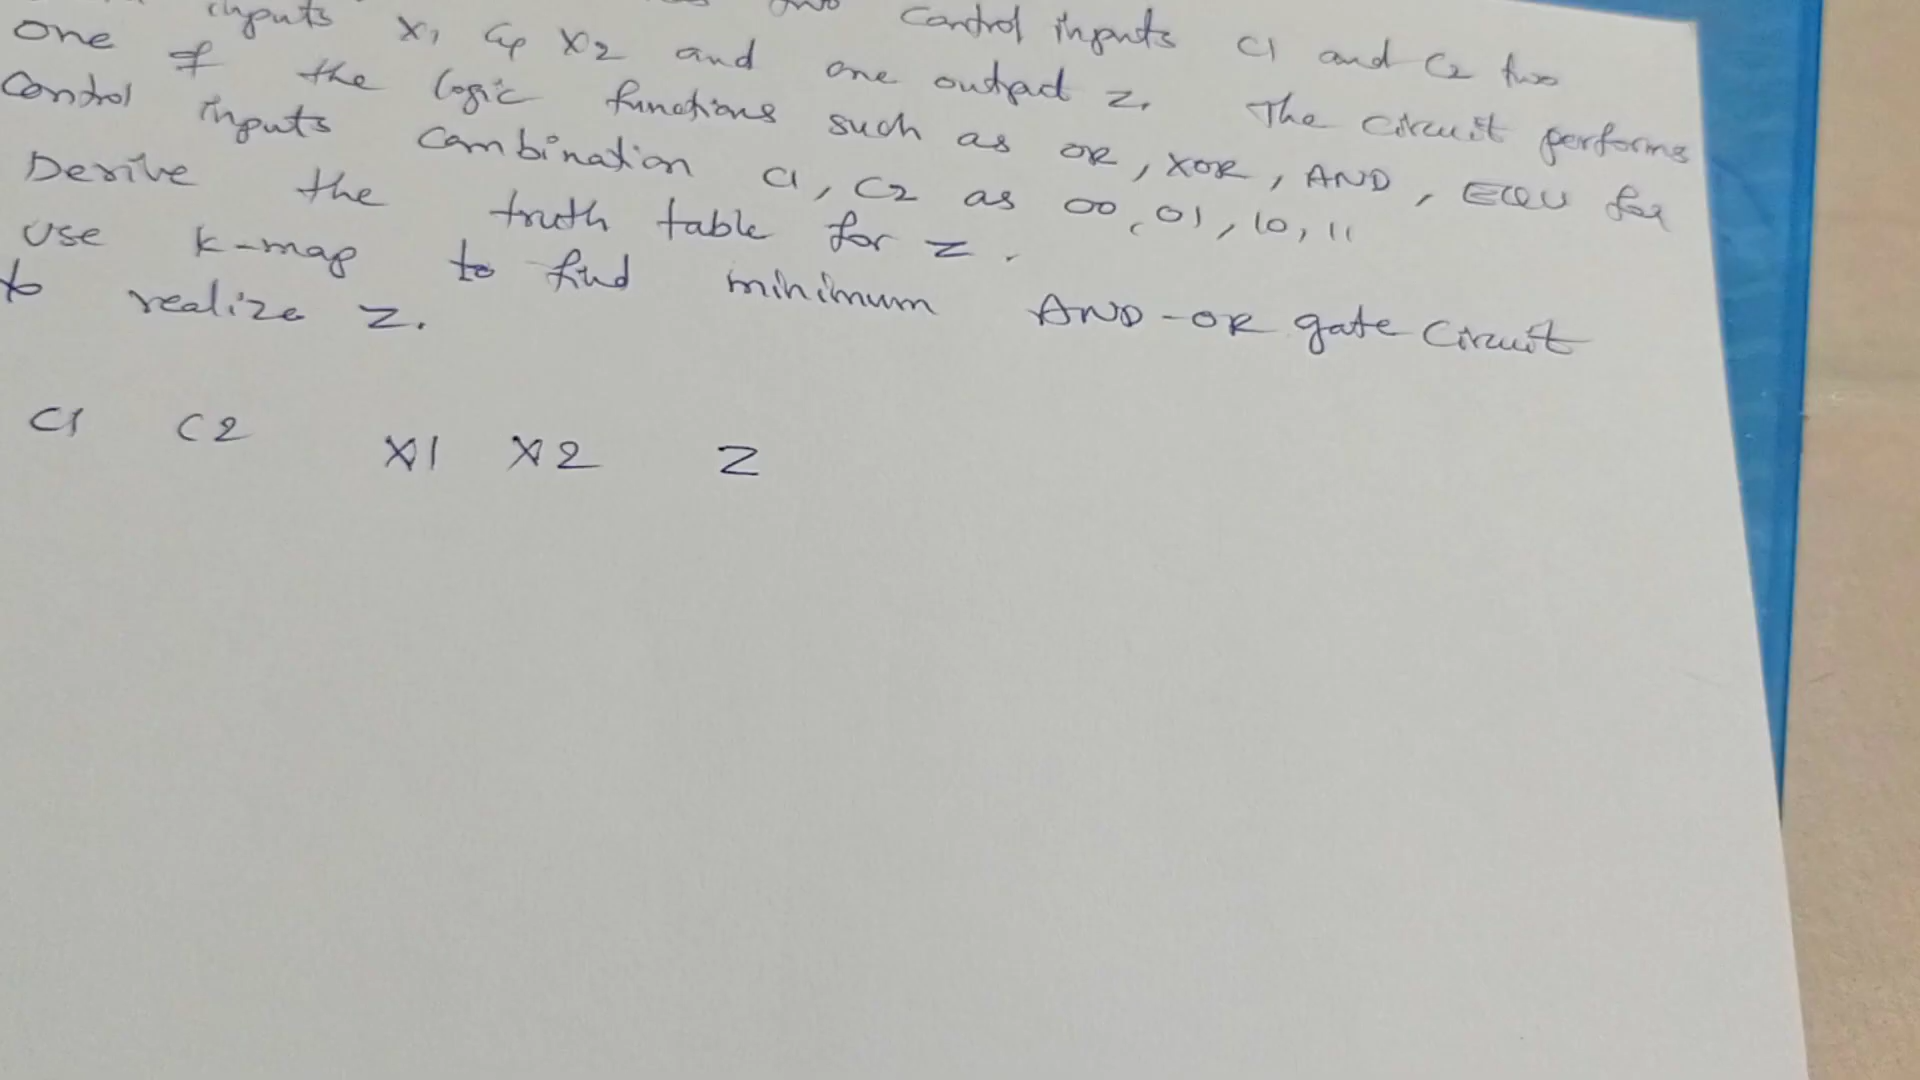 inputs x1 & x2 and one output z. The circuit performs
two control inputs C1 and C2 two
one of the logic functions such as OR, XOR, AND, EQU for
control inputs combination C1, C2 as 00, 01, 10, 11
Derive the truth table for z.
Use k-map to find minimum AND-OR gate circuit
to realize z.
C1 C2 X1 X2 Z